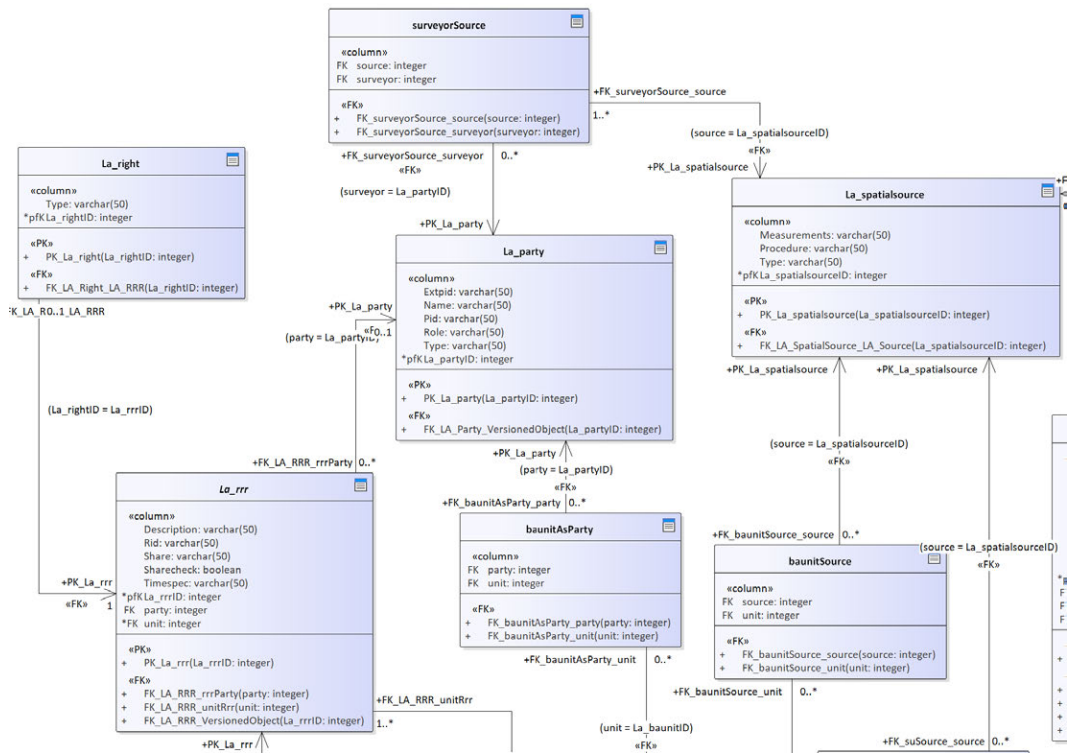 surveyorSource
«column»
FK source: integer
FK surveyor: integer
«FK»
+ FK_surveyorSource_source(source: integer)
+ FK_surveyorSource_surveyor(surveyor: integer)
+FK_surveyorSource_source
1..*
(source = La_spatialsourceID)
«FK»
+PK_La_spatialsource
+FK_surveyorSource_surveyor
0..*
«FK»
(surveyor = La_partyID)
+PK_La_party
La_right
«column»
Type: varchar(50)
*pfK La_rightID: integer
«PK»
+ PK_La_right(La_rightID: integer)
«FK»
+ FK_LA_Right_LA_RRR(La_rightID: integer)
0..1
(La_rightID = La_rrrID)
+PK_La_rrr
«FK»
1
La_party
«column»
Extpid: varchar(50)
Name: varchar(50)
Pid: varchar(50)
Role: varchar(50)
Type: varchar(50)
*pfK La_partyID: integer
«PK»
+ PK_La_party(La_partyID: integer)
«FK»
+ FK_LA_Party_VersionedObject(La_partyID: integer)
+PK_La_party
0..1
(party = La_partyID)
+FK_LA_RRR_rrrParty
0..*
La_spatialsource
«column»
Measurements: varchar(50)
Procedure: varchar(50)
Type: varchar(50)
*pfK La_spatialsourceID: integer
«PK»
+ PK_La_spatialsource(La_spatialsourceID: integer)
«FK»
+ FK_LA_SpatialSource_LA_Source(La_spatialsourceID: integer)
+PK_La_spatialsource
+PK_La_spatialsource
(source = La_spatialsourceID)
«FK»
+FK_baunitSource_source
0..*
(source = La_spatialsourceID)
«FK»
+PK_La_party
(party = La_partyID)
«FK»
+FK_baunitAsParty_party
0..*
La_rrr
«column»
Description: varchar(50)
Rid: varchar(50)
Share: varchar(50)
Sharecheck: boolean
Timespec: varchar(50)
*pfK La_rrrID: integer
FK party: integer
*FK unit: integer
«PK»
+ PK_La_rrr(La_rrrID: integer)
«FK»
+ FK_LA_RRR_rrrParty(party: integer)
+ FK_LA_RRR_unitRrr(unit: integer)
+ FK_LA_RRR_VersionedObject(La_rrrID: integer)
+PK_La_rrr
+FK_LA_RRR_unitRrr
1..*
baunitAsParty
«column»
FK party: integer
FK unit: integer
«FK»
+ FK_baunitAsParty_party(party: integer)
+ FK_baunitAsParty_unit(unit: integer)
+FK_baunitAsParty_unit
0..*
(unit = La_baunitID)
«FK»
baunitSource
«column»
FK source: integer
FK unit: integer
«FK»
+ FK_baunitSource_source(source: integer)
+ FK_baunitSource_unit(unit: integer)
+FK_baunitSource_unit
0..*
+FK_suSource_source
0..*